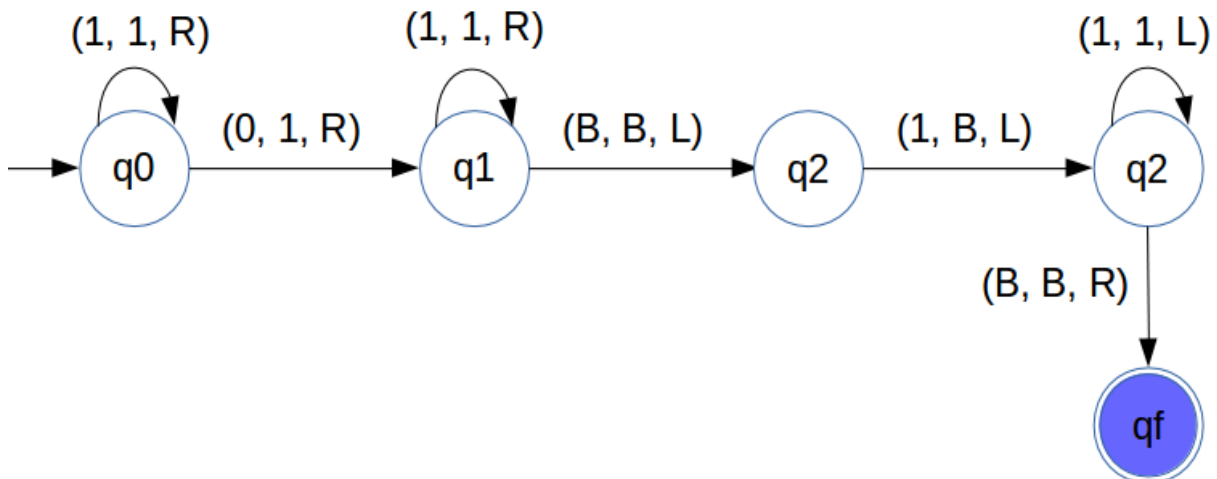 (1, 1, R)
(1, 1, R)
(1, 1, L)
(0, 1, R)
(B, B, L)
(1, B, L)
q0
q1
q2
q2
(B, B, R)
qf